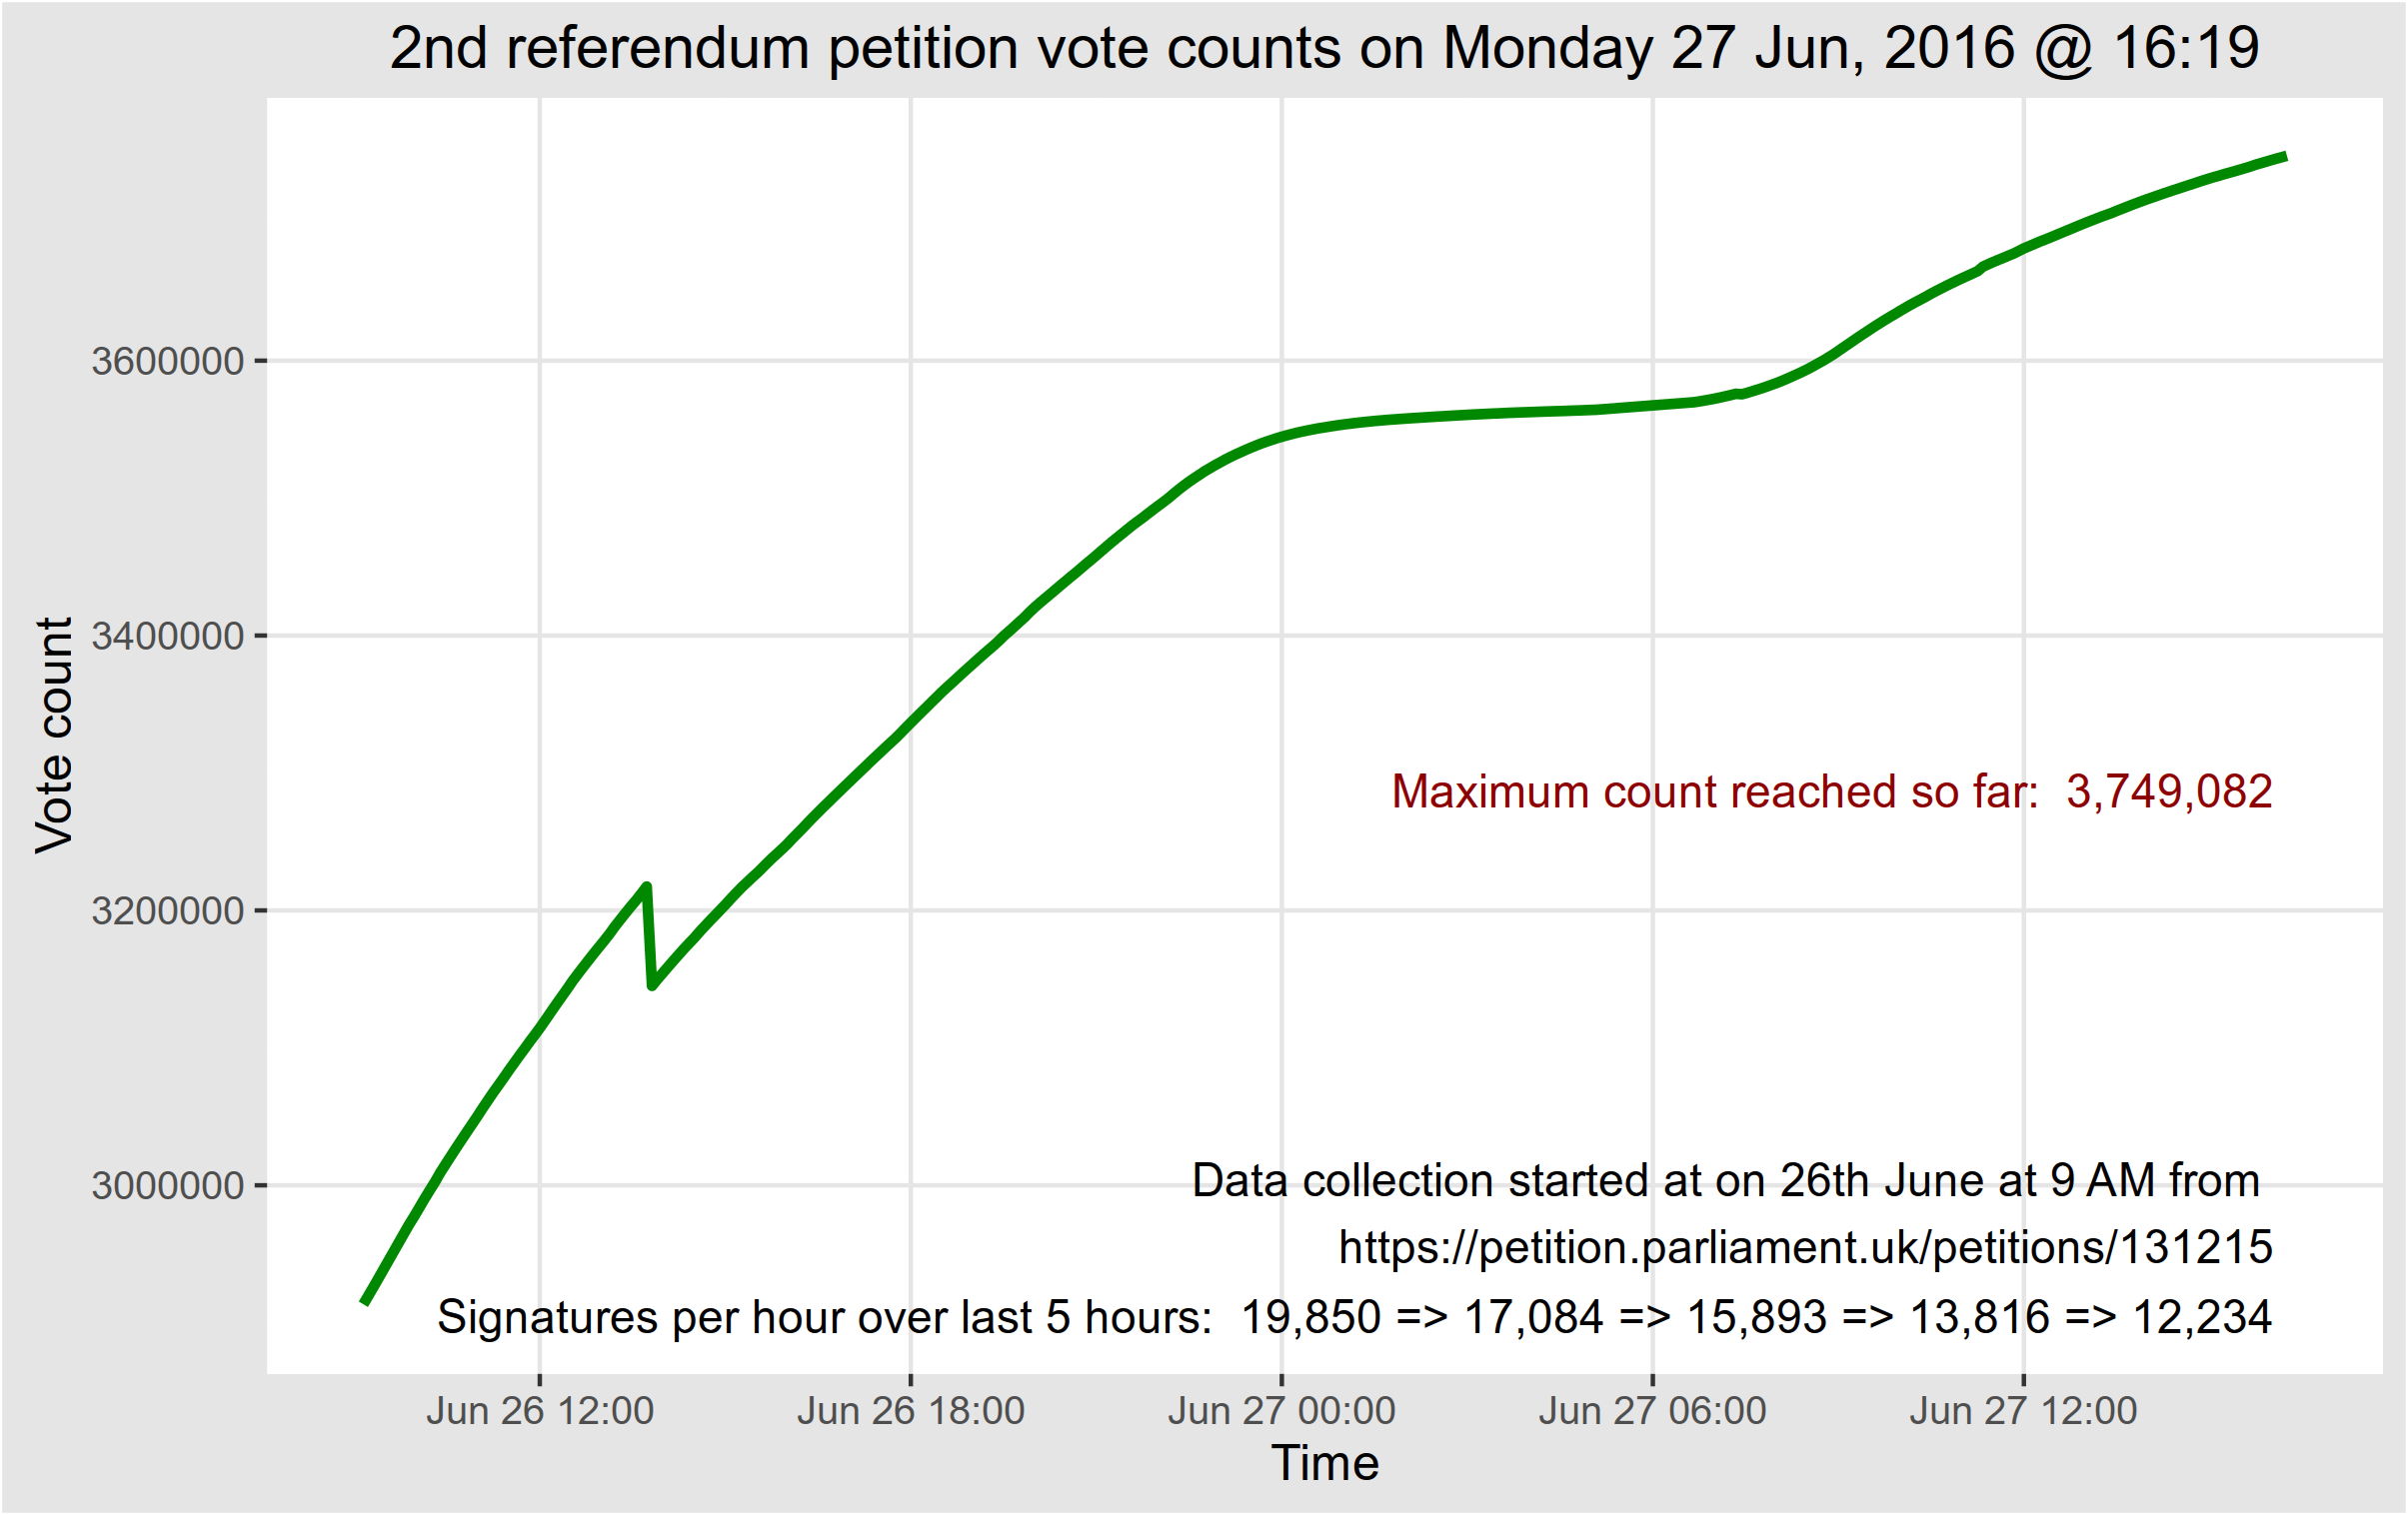 2nd referendum petition vote counts on Monday 27 Jun, 2016 @ 16:19
3600000
3400000
3200000
3000000
Vote count
Maximum count reached so far:  3,749,082
Data collection started at on 26th June at 9 AM from
https://petition.parliament.uk/petitions/131215
Signatures per hour over last 5 hours:  19,850 => 17,084 => 15,893 => 13,816 => 12,234
Jun 26 12:00
Jun 26 18:00
Jun 27 00:00
Jun 27 06:00
Jun 27 12:00
Time